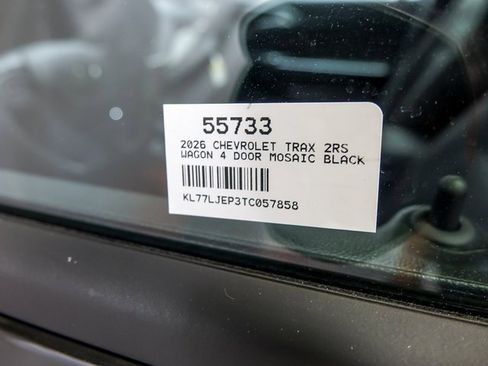 55733
2026 CHEVROLET TRAX 2RS
WAGON 4 DOOR MOSAIC BLACK
KL77LJEP3TC057858